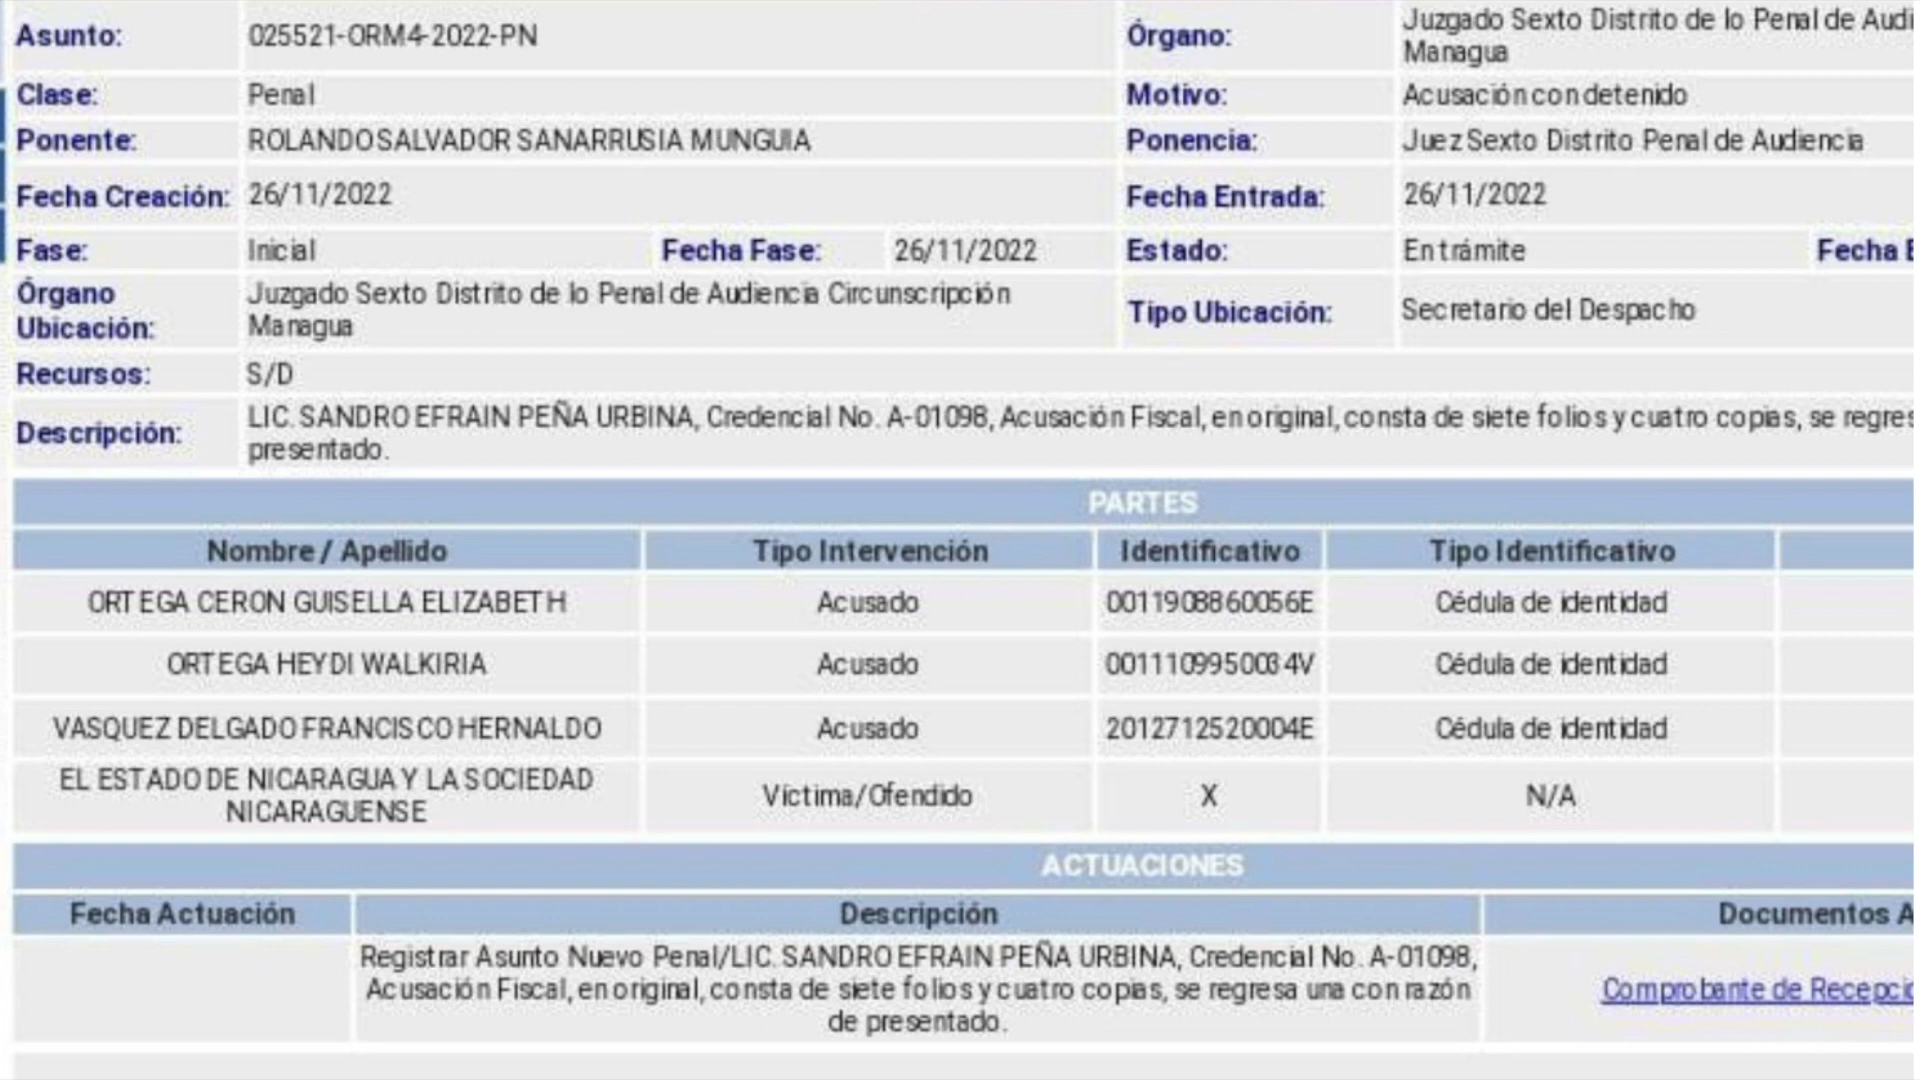 Asunto: 025521-ORM4-2022-PN Órgano: Juzgado Sexto Distrito de lo Penal de Audi
Managua
Clase: Penal Motivo: Acusación con detenido
Ponente: ROLANDO SALVADOR SANARRUSIA MUNGUIA Ponencia: Juez Sexto Distrito Penal de Audiencia
Fecha Creación: 26/11/2022 Fecha Entrada: 26/11/2022
Fase: Inicial Fecha Fase: 26/11/2022 Estado: En trámite Fecha E
Órgano Ubicación: Juzgado Sexto Distrito de lo Penal de Audiencia Circunscripción
Managua Tipo Ubicación: Secretario del Despacho
Recursos: S/D
Descripción: LIC. SANDRO EFRAIN PEÑA URBINA, Credencial No. A-01098, Acusación Fiscal, en original, consta de siete folios y cuatro copias, se regres
presentado.
PARTES
Nombre / Apellido Tipo Intervención Identificativo Tipo Identificativo
ORTEGA CERON GUISELLA ELIZABETH Acusado 0011908860056E Cédula de identidad
ORTEGA HEYDI WALKIRIA Acusado 0011109950034V Cédula de identidad
VASQUEZ DELGADO FRANCISCO HERNALDO Acusado 2012712520004E Cédula de identidad
EL ESTADO DE NICARAGUA Y LA SOCIEDAD
NICARAGUENSE Víctima/Ofendido X N/A
ACTUACIONES
Fecha Actuación Descripción Documentos A
Registrar Asunto Nuevo Penal/LIC. SANDRO EFRAIN PEÑA URBINA, Credencial No. A-01098,
Acusación Fiscal, en original, consta de siete folios y cuatro copias, se regresa una con razón
de presentado.
Comprobante de Recepció